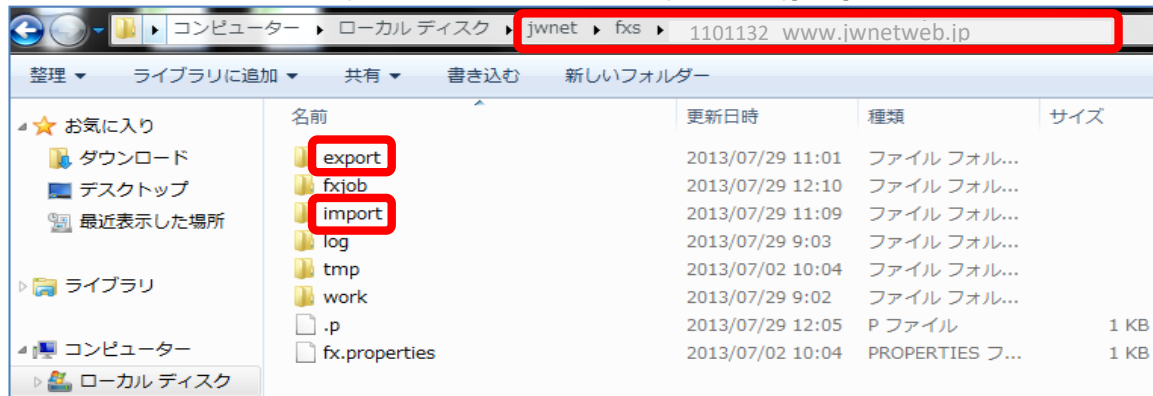 コンピューター ▸ ローカル ディスク ▸ jwnet ▸ fxs ▸ 1101132 www.jwnetweb.jp
整理 ▼ ライブラリに追加 ▼ 共有 ▼ 書き込む 新しいフォルダー
お気に入り
ダウンロード
デスクトップ
最近表示した場所
ライブラリ
コンピューター
ローカル ディスク
名前 更新日時 種類 サイズ
export 2013/07/29 11:01 ファイル フォル...
fxjob 2013/07/29 12:10 ファイル フォル...
import 2013/07/29 11:09 ファイル フォル...
log 2013/07/29 9:03 ファイル フォル...
tmp 2013/07/02 10:04 ファイル フォル...
work 2013/07/29 9:02 ファイル フォル...
.p 2013/07/29 12:05 P ファイル 1 KB
fx.properties 2013/07/02 10:04 PROPERTIES フ... 1 KB